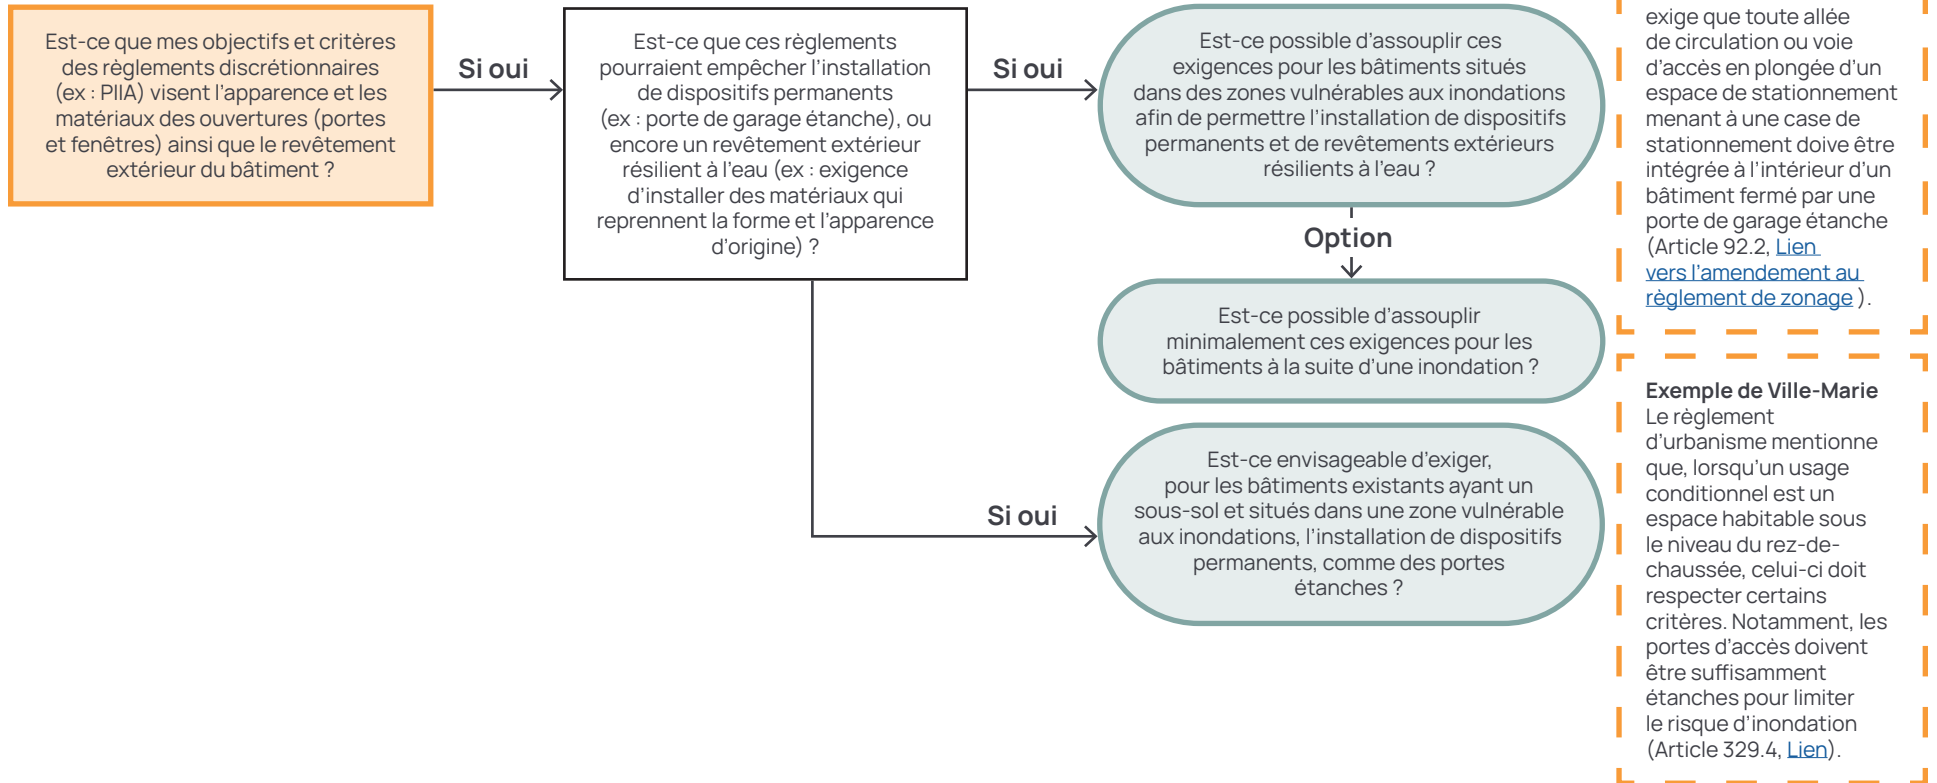 Est-ce que mes objectifs et critères
des règlements discrétionnaires
(ex : PIIA) visent l'apparence et les
matériaux des ouvertures (portes
et fenêtres) ainsi que le revêtement
extérieur du bâtiment ?
Si oui
Est-ce que ces règlements
pourraient empêcher l'installation
de dispositifs permanents
(ex : porte de garage étanche), ou
encore un revêtement extérieur
résilient à l'eau (ex : exigence
d'installer des matériaux qui
reprennent la forme et l'apparence
d'origine) ?
Si oui
Est-ce possible d'assouplir ces
exigences pour les bâtiments situés
dans des zones vulnérables aux inondations
afin de permettre l'installation de dispositifs
permanents et de revêtements extérieurs
résilients à l'eau ?
Option
Est-ce possible d'assouplir
minimalement ces exigences pour les
bâtiments à la suite d'une inondation ?
Si oui
Est-ce envisageable d'exiger,
pour les bâtiments existants ayant un
sous-sol et situés dans une zone vulnérable
aux inondations, l'installation de dispositifs
permanents, comme des portes
étanches ?
exige que toute allée
de circulation ou voie
d'accès en plongée d'un
espace de stationnement
menant à une case de
stationnement doive être
intégrée à l'intérieur d'un
bâtiment fermé par une
porte de garage étanche
(Article 92.2, Lien
vers l'amendement au
règlement de zonage ).
Exemple de Ville-Marie
Le règlement
d'urbanisme mentionne
que, lorsqu'un usage
conditionnel est un
espace habitable sous
le niveau du rez-de-
chaussée, celui-ci doit
respecter certains
critères. Notamment, les
portes d'accès doivent
être suffisamment
étanches pour limiter
le risque d'inondation
(Article 329.4, Lien).